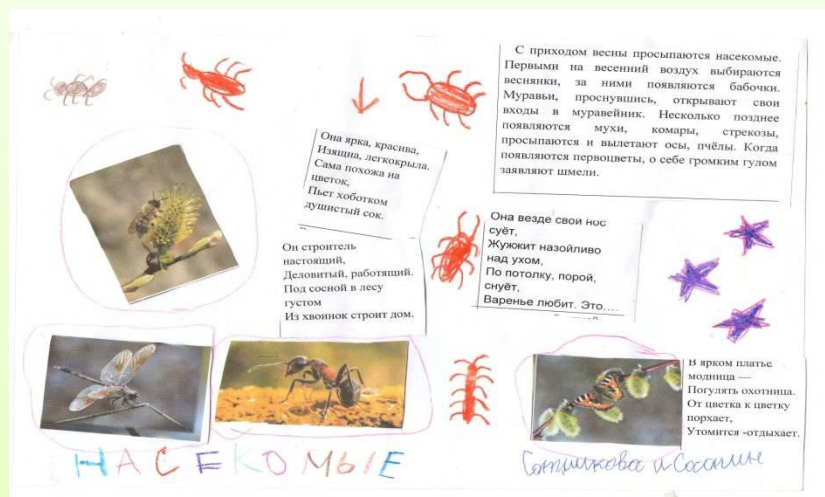 С приходом весны просыпаются насекомые.
Первыми на весенний воздух выбираются
веснянки, за ними появляются бабочки.
Муравьи, проснувшись, открывают свои
входы в муравейник. Несколько позднее
появляются мухи, комары, стрекозы,
просыпаются и вылетают осы, пчёлы. Когда
появляются первоцветы, о себе громким гулом
заявляют шмели.
Она ярка, красива,
Изящна, легкокрыла.
Сама похожа на
цветок,
Пьет хоботком
душистый сок.
Он строитель
настоящий,
Деловитый, работящий.
Под сосной в лесу
густом
Из хвоинок строит дом.
Она везде свой нос
суёт,
Жужжит назойливо
над ухом,
По потолку, порой,
снуёт,
Варенье любит. Это,...
В ярком платье
модница —
Погулять охотница.
От цветка к цветку
порхает,
Утомится -отдыхает.
НАСЕКОМЫЕ
и